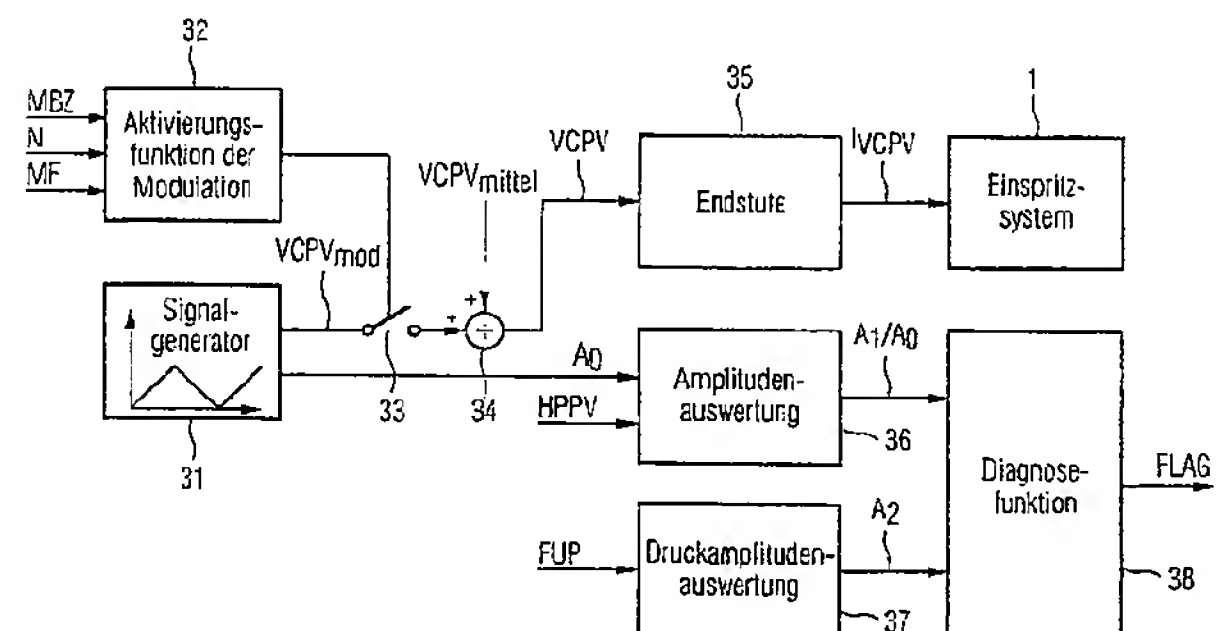 32
MBZ
N
MF
Aktivierungs-
funktion der
Modulation
35
1
VCPV
IVCPV
VCPVmittel
Endstufe
Einspritz-
system
VCPVmod
Signal-
generator
+
+
+
33
34
31
A0
HPPV
Amplituden-
auswertung
36
A1/A0
Diagnose-
funktion
FLAG
FUP
Druckamplituden-
auswertung
37
A2
38